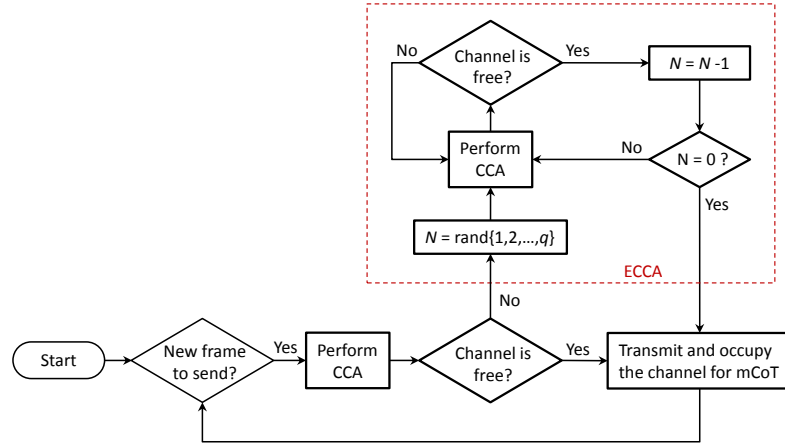 No
Channel is
free?
Yes
N = N -1
Perform
CCA
No
N = 0 ?
Yes
N = rand{1,2,...,q}
ECCA
No
Start
New frame
to send?
Yes
Perform
CCA
Channel is
free?
Yes
Transmit and occupy
the channel for mCoT